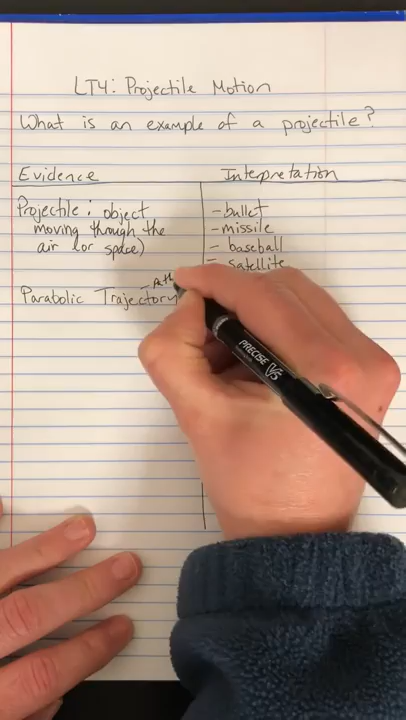 LT4: Projectile Motion
What is an example of a projectile?
Evidence
Interpretation
Projectile: object
moving through the
air (or space)
- bullet
- missile
- baseball
- satellite
Path
Parabolic Trajectory
PRECISE V5